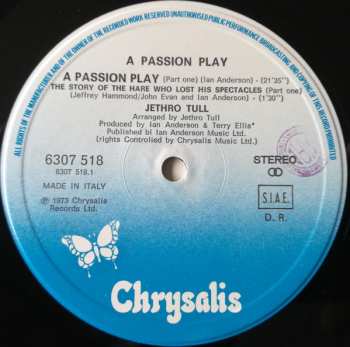 ALL RIGHTS OF THE MANUFACTURER AND OF THE OWNER OF THE RECORDED WORK RESERVED UNAUTHORISED PUBLIC PERFORMANCE BROADCASTING AND COPYING OF THIS RECORD PROHIBITED
A PASSION PLAY
A PASSION PLAY (Part one) (Ian Anderson) - (21'35")
THE STORY OF THE HARE WHO LOST HIS SPECTACLES (Part one)
(Jeffrey Hammond/John Evan and Ian Anderson) - (1'30")
JETHRO TULL
Arranged by Jethro Tull
Produced by Ian Anderson & Terry Ellis*
Published bi Ian Anderson Music Ltd.
(rights Controlled by Chrysalis Music Ltd.)
6307 518
6307 518.1
STEREO
MADE IN ITALY
S.I.A.E.
D. R.
℗ 1973 Chrysalis
Records Ltd.
Chrysalis